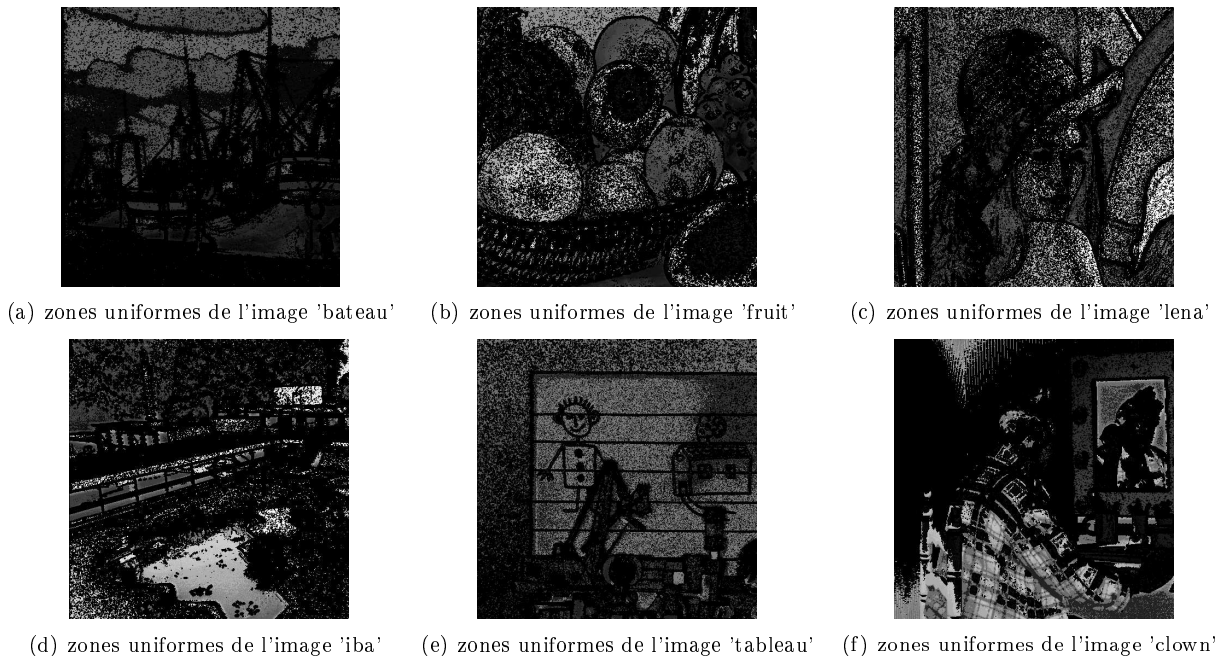 (a) zones uniformes de l'image 'bateau'
(b) zones uniformes de l'image 'fruit'
(c) zones uniformes de l'image 'lena'
(d) zones uniformes de l'image 'iba'
(e) zones uniformes de l'image 'tableau'
(f) zones uniformes de l'image 'clown'